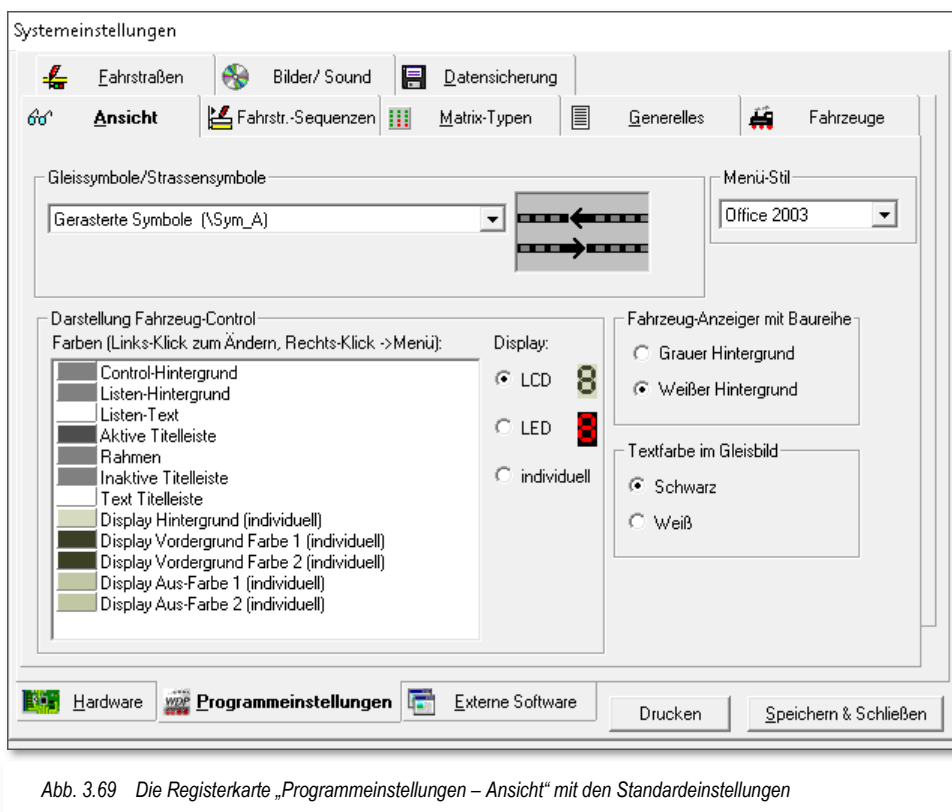 Systemeinstellungen
Fahrstraßen
Bilder/ Sound
Datensicherung
Ansicht
Fahrstr.-Sequenzen
Matrix-Typen
Generelles
Fahrzeuge
Gleissymbole/Strassensymbole
Gerasterte Symbole (\Sym_A)
Menü-Stil
Office 2003
Darstellung Fahrzeug-Control
Farben (Links-Klick zum Ändern, Rechts-Klick ->Menü):
Control-Hintergrund
Listen-Hintergrund
Listen-Text
Aktive Titelleiste
Rahmen
Inaktive Titelleiste
Text Titelleiste
Display Hintergrund (individuell)
Display Vordergrund Farbe 1 (individuell)
Display Vordergrund Farbe 2 (individuell)
Display Aus-Farbe 1 (individuell)
Display Aus-Farbe 2 (individuell)
Display:
LCD 8
LED 8
individuell
Fahrzeug-Anzeiger mit Baureihe
Grauer Hintergrund
Weißer Hintergrund
Textfarbe im Gleisbild
Schwarz
Weiß
Hardware
WDP Programmeinstellungen
Externe Software
Drucken
Speichern & Schließen
Abb. 3.69 Die Registerkarte „Programmeinstellungen – Ansicht“ mit den Standardeinstellungen